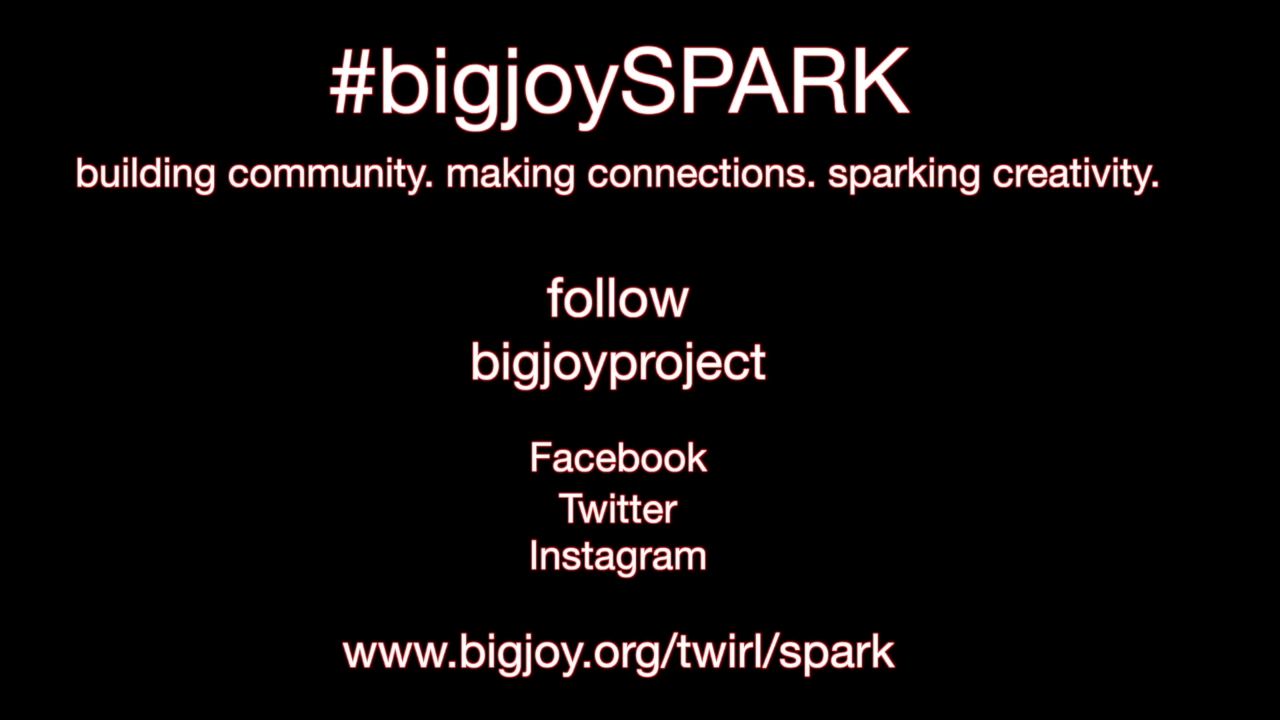 #bigjoySPARK
building community. making connections. sparking creativity.
follow
bigjoyproject
Facebook
Twitter
Instagram
www.bigjoy.org/twirl/spark